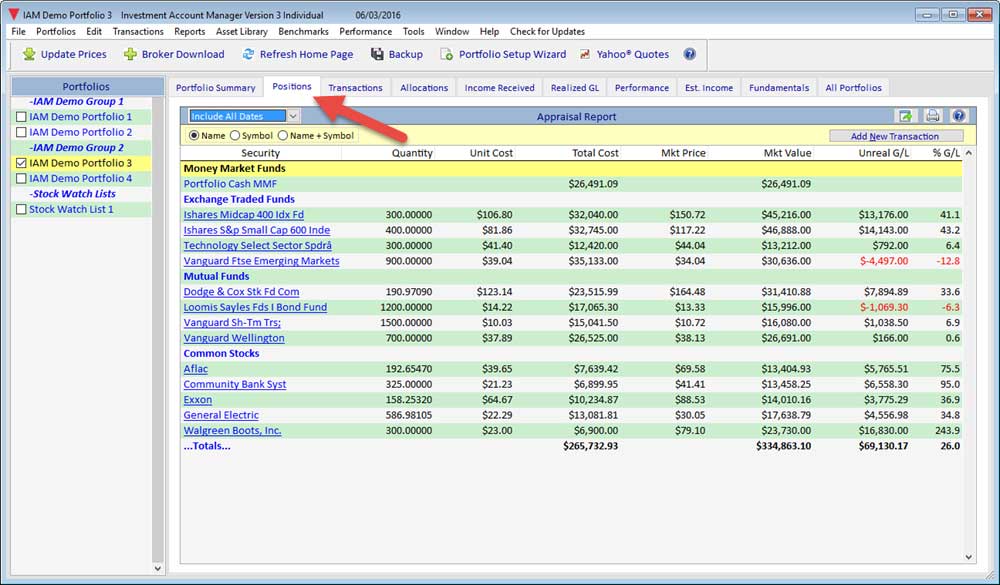 IAM Demo Portfolio 3 Investment Account Manager Version 3 Individual 06/03/2016
File Portfolios Edit Transactions Reports Asset Library Benchmarks Performance Tools Window Help Check for Updates
Update Prices Broker Download Refresh Home Page Backup Portfolio Setup Wizard Yahoo® Quotes
Portfolios
-IAM Demo Group 1
IAM Demo Portfolio 1
IAM Demo Portfolio 2
-IAM Demo Group 2
IAM Demo Portfolio 3
IAM Demo Portfolio 4
-Stock Watch Lists
Stock Watch List 1
Portfolio Summary Positions Transactions Allocations Income Received Realized GL Performance Est. Income Fundamentals All Portfolios
Include All Dates Appraisal Report
Name Symbol Name + Symbol Add New Transaction
Security Quantity Unit Cost Total Cost Mkt Price Mkt Value Unreal G/L % G/L
Money Market Funds
Portfolio Cash MMF $26,491.09 $26,491.09
Exchange Traded Funds
Ishares Midcap 400 Idx Fd 300.00000 $106.80 $32,040.00 $150.72 $45,216.00 $13,176.00 41.1
Ishares S&p Small Cap 600 Inde 400.00000 $81.86 $32,745.00 $117.22 $46,888.00 $14,143.00 43.2
Technology Select Sector Spdrâ 300.00000 $41.40 $12,420.00 $44.04 $13,212.00 $792.00 6.4
Vanguard Ftse Emerging Markets 900.00000 $39.04 $35,133.00 $34.04 $30,636.00 $-4,497.00 -12.8
Mutual Funds
Dodge & Cox Stk Fd Com 190.97090 $123.14 $23,515.99 $164.48 $31,410.88 $7,894.89 33.6
Loomis Sayles Fds I Bond Fund 1200.00000 $14.22 $17,065.30 $13.33 $15,996.00 $-1,069.30 -6.3
Vanguard Sh-Tm Trs; 1500.00000 $10.03 $15,041.50 $10.72 $16,080.00 $1,038.50 6.9
Vanguard Wellington 700.00000 $37.89 $26,525.00 $38.13 $26,691.00 $166.00 0.6
Common Stocks
Aflac 192.65470 $39.65 $7,639.42 $69.58 $13,404.93 $5,765.51 75.5
Community Bank Syst 325.00000 $21.23 $6,899.95 $41.41 $13,458.25 $6,558.30 95.0
Exxon 158.25320 $64.67 $10,234.87 $88.53 $14,010.16 $3,775.29 36.9
General Electric 586.98105 $22.29 $13,081.81 $30.05 $17,638.79 $4,556.98 34.8
Walgreen Boots, Inc. 300.00000 $23.00 $6,900.00 $79.10 $23,730.00 $16,830.00 243.9
...Totals... $265,732.93 $334,863.10 $69,130.17 26.0